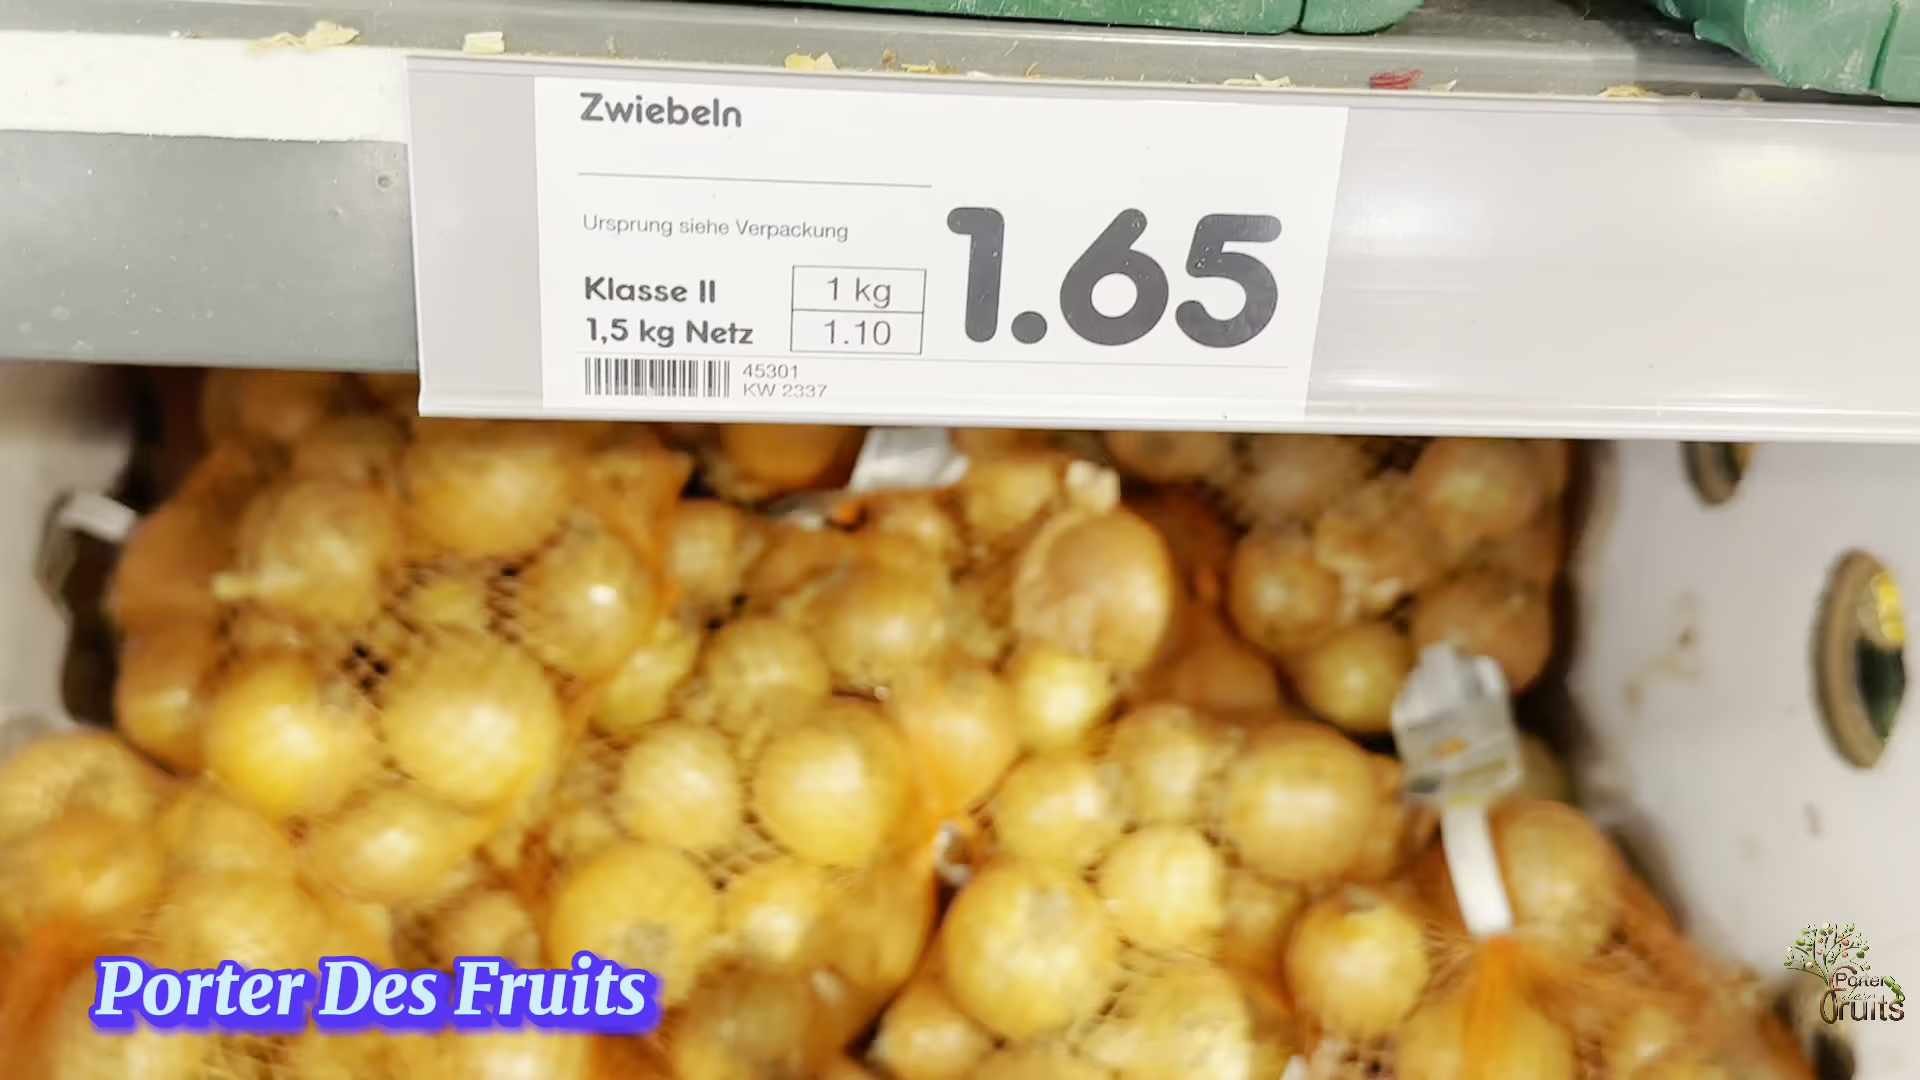 Zwiebeln
Ursprung siehe Verpackung
1.65
Klasse II
1,5 kg Netz
1 kg
1.10
45301
KW 2337
Porter Des Fruits
Porter
des
Fruits